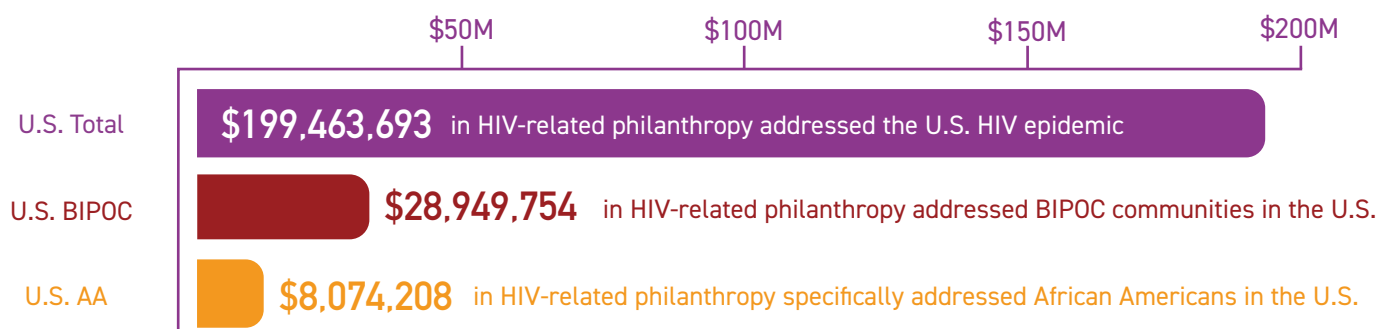 $50M $100M $150M $200M
U.S. Total $199,463,693 in HIV-related philanthropy addressed the U.S. HIV epidemic
U.S. BIPOC $28,949,754 in HIV-related philanthropy addressed BIPOC communities in the U.S.
U.S. AA $8,074,208 in HIV-related philanthropy specifically addressed African Americans in the U.S.